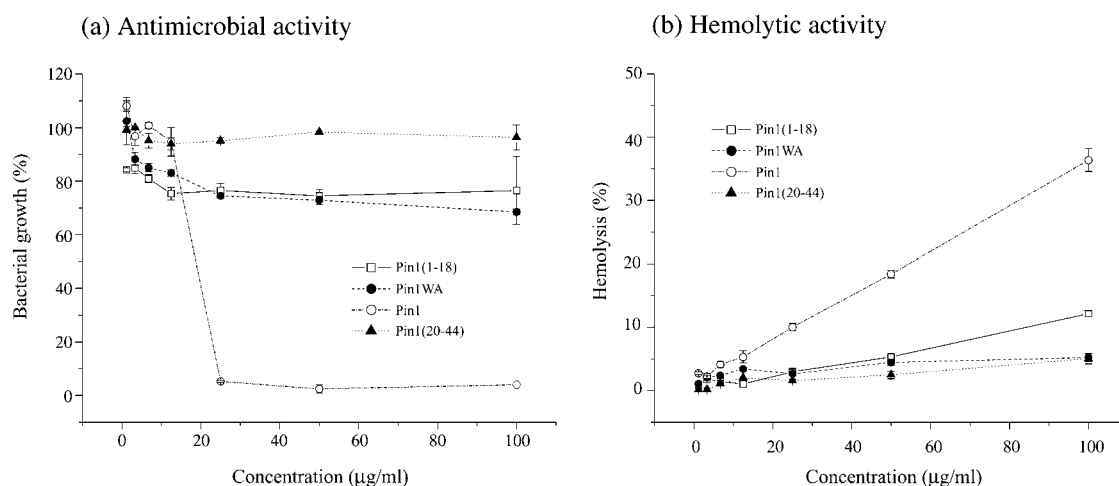 (a) Antimicrobial activity
120
100
80
60
40
20
0
Bacterial growth (%)
Pin1(1-18)
Pin1WA
Pin1
Pin1(20-44)
0 20 40 60 80 100
Concentration (μg/ml)
(b) Hemolytic activity
50
40
30
20
10
0
Hemolysis (%)
Pin1(1-18)
Pin1WA
Pin1
Pin1(20-44)
0 20 40 60 80 100
Concentration (μg/ml)